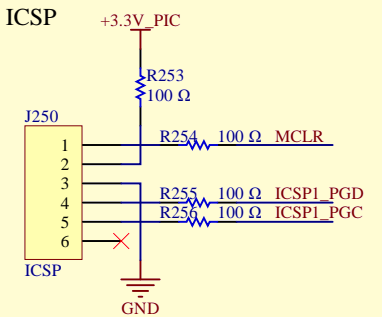 ICSP
+3.3V_PIC
R253
100 Ω
J250
1 R254 100 Ω MCLR
2
3
4 R255 100 Ω ICSP1_PGD
5 R256 100 Ω ICSP1_PGC
6
ICSP
GND